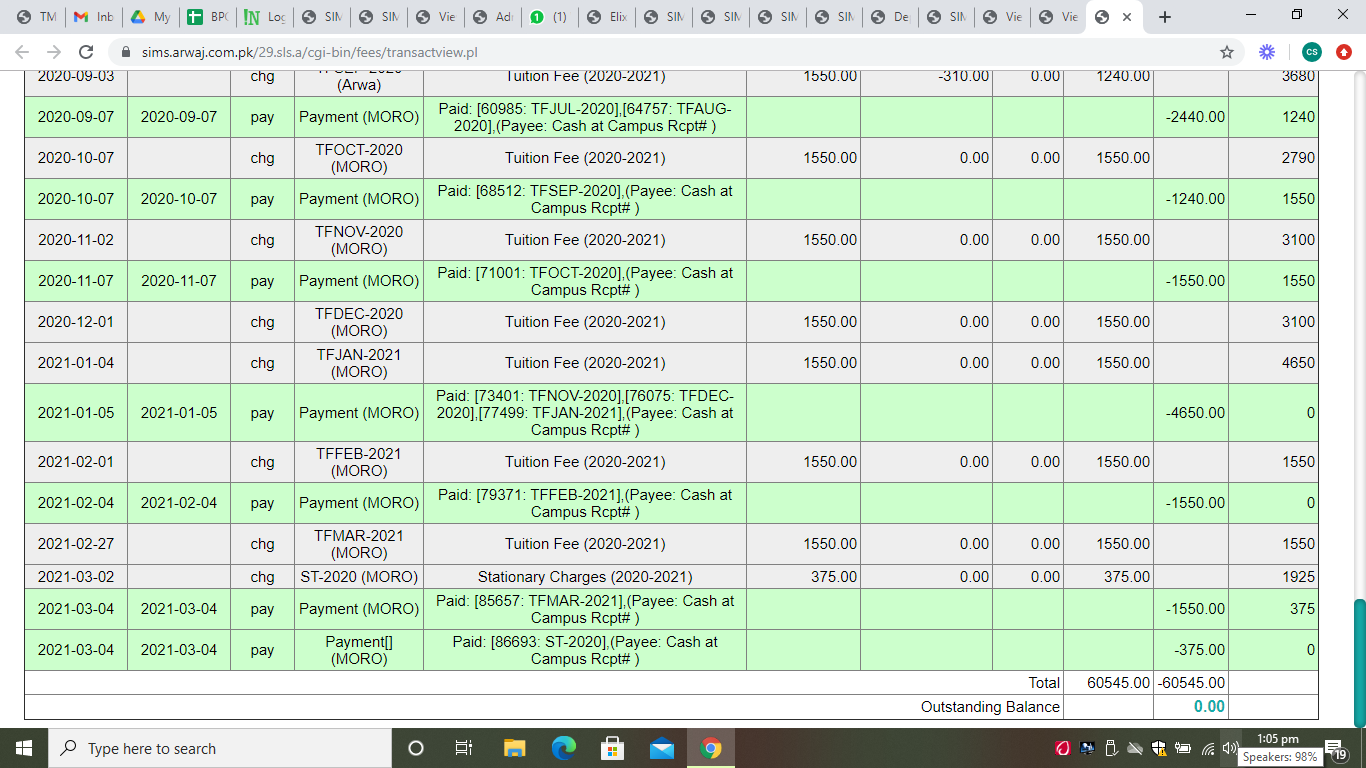 TM
Inb
My
BPC
Log
SIM
SIM
Vie
Adı
(1)
Elix
SIM
SIM
SIM
SIM
De
SIM
Vie
Vie
sims.arwaj.com.pk/29.sls.a/cgi-bin/fees/transactview.pl
CS
2020-09-03 chg (Arwa) Tuition Fee (2020-2021) 1550.00 -310.00 0.00 1240.00 3680
2020-09-07 2020-09-07 pay Payment (MORO) Paid: [60985: TFJUL-2020],[64757: TFAUG-
2020],(Payee: Cash at Campus Rcpt# ) -2440.00 1240
2020-10-07 chg TFOCT-2020
(MORO) Tuition Fee (2020-2021) 1550.00 0.00 0.00 1550.00 2790
2020-10-07 2020-10-07 pay Payment (MORO) Paid: [68512: TFSEP-2020],(Payee: Cash at
Campus Rcpt# ) -1240.00 1550
2020-11-02 chg TFNOV-2020
(MORO) Tuition Fee (2020-2021) 1550.00 0.00 0.00 1550.00 3100
2020-11-07 2020-11-07 pay Payment (MORO) Paid: [71001: TFOCT-2020],(Payee: Cash at
Campus Rcpt# ) -1550.00 1550
2020-12-01 chg TFDEC-2020
(MORO) Tuition Fee (2020-2021) 1550.00 0.00 0.00 1550.00 3100
2021-01-04 chg TFJAN-2021
(MORO) Tuition Fee (2020-2021) 1550.00 0.00 0.00 1550.00 4650
2021-01-05 2021-01-05 pay Payment (MORO) Paid: [73401: TFNOV-2020],[76075: TFDEC-
2020],[77499: TFJAN-2021],(Payee: Cash at
Campus Rcpt# ) -4650.00 0
2021-02-01 chg TFFEB-2021
(MORO) Tuition Fee (2020-2021) 1550.00 0.00 0.00 1550.00 1550
2021-02-04 2021-02-04 pay Payment (MORO) Paid: [79371: TFFEB-2021],(Payee: Cash at
Campus Rcpt# ) -1550.00 0
2021-02-27 chg TFMAR-2021
(MORO) Tuition Fee (2020-2021) 1550.00 0.00 0.00 1550.00 1550
2021-03-02 chg ST-2020 (MORO) Stationary Charges (2020-2021) 375.00 0.00 0.00 375.00 1925
2021-03-04 2021-03-04 pay Payment (MORO) Paid: [85657: TFMAR-2021],(Payee: Cash at
Campus Rcpt# ) -1550.00 375
2021-03-04 2021-03-04 pay Payment[]
(MORO) Paid: [86693: ST-2020],(Payee: Cash at
Campus Rcpt# ) -375.00 0
Total 60545.00 -60545.00
Outstanding Balance 0.00
Type here to search
1:05 pm
Speakers: 98%
19